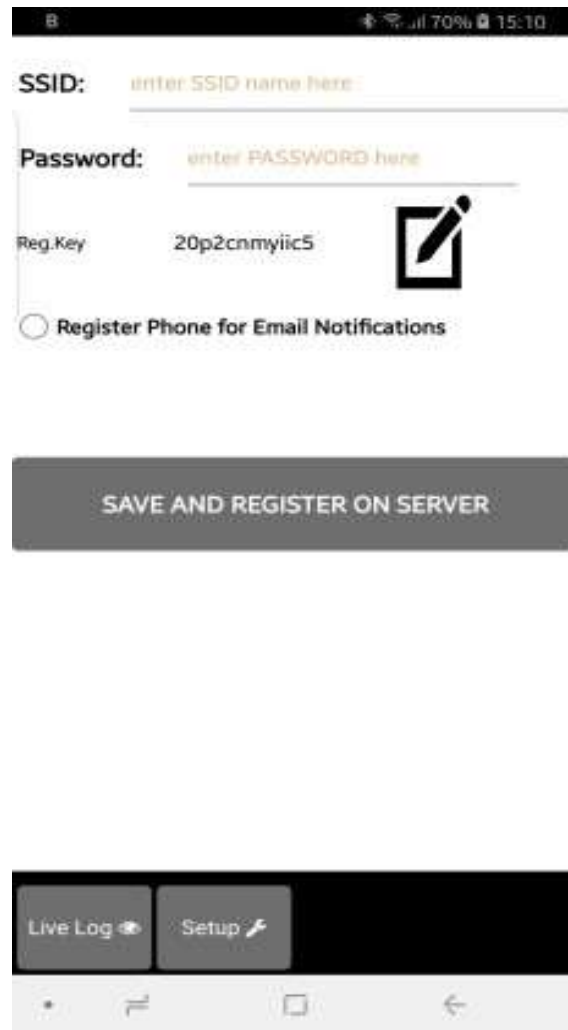 B 70% 15:10
SSID: enter SSID name here
Password: enter PASSWORD here
Reg.Key 20p2cnmyiic5
Register Phone for Email Notifications
SAVE AND REGISTER ON SERVER
Live Log Setup